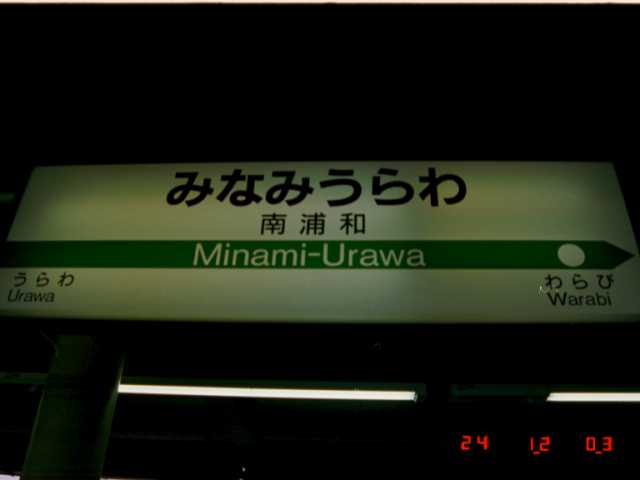 みなみうらわ
南浦和
Minami-Urawa
うらわ
Urawa
わらび
Warabi
24 12 03